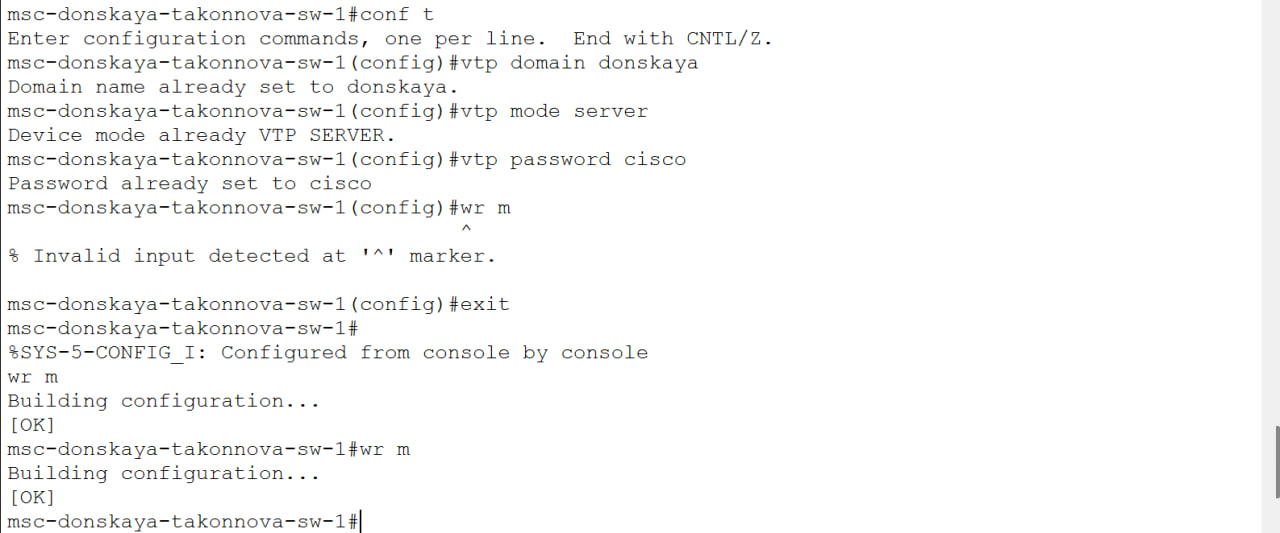 msc-donskaya-takonnova-sw-1#conf t
Enter configuration commands, one per line.  End with CNTL/Z.
msc-donskaya-takonnova-sw-1(config)#vtp domain donskaya
Domain name already set to donskaya.
msc-donskaya-takonnova-sw-1(config)#vtp mode server
Device mode already VTP SERVER.
msc-donskaya-takonnova-sw-1(config)#vtp password cisco
Password already set to cisco
msc-donskaya-takonnova-sw-1(config)#wr m
^
% Invalid input detected at '^' marker.
msc-donskaya-takonnova-sw-1(config)#exit
msc-donskaya-takonnova-sw-1#
%SYS-5-CONFIG_I: Configured from console by console
wr m
Building configuration...
[OK]
msc-donskaya-takonnova-sw-1#wr m
Building configuration...
[OK]
msc-donskaya-takonnova-sw-1#